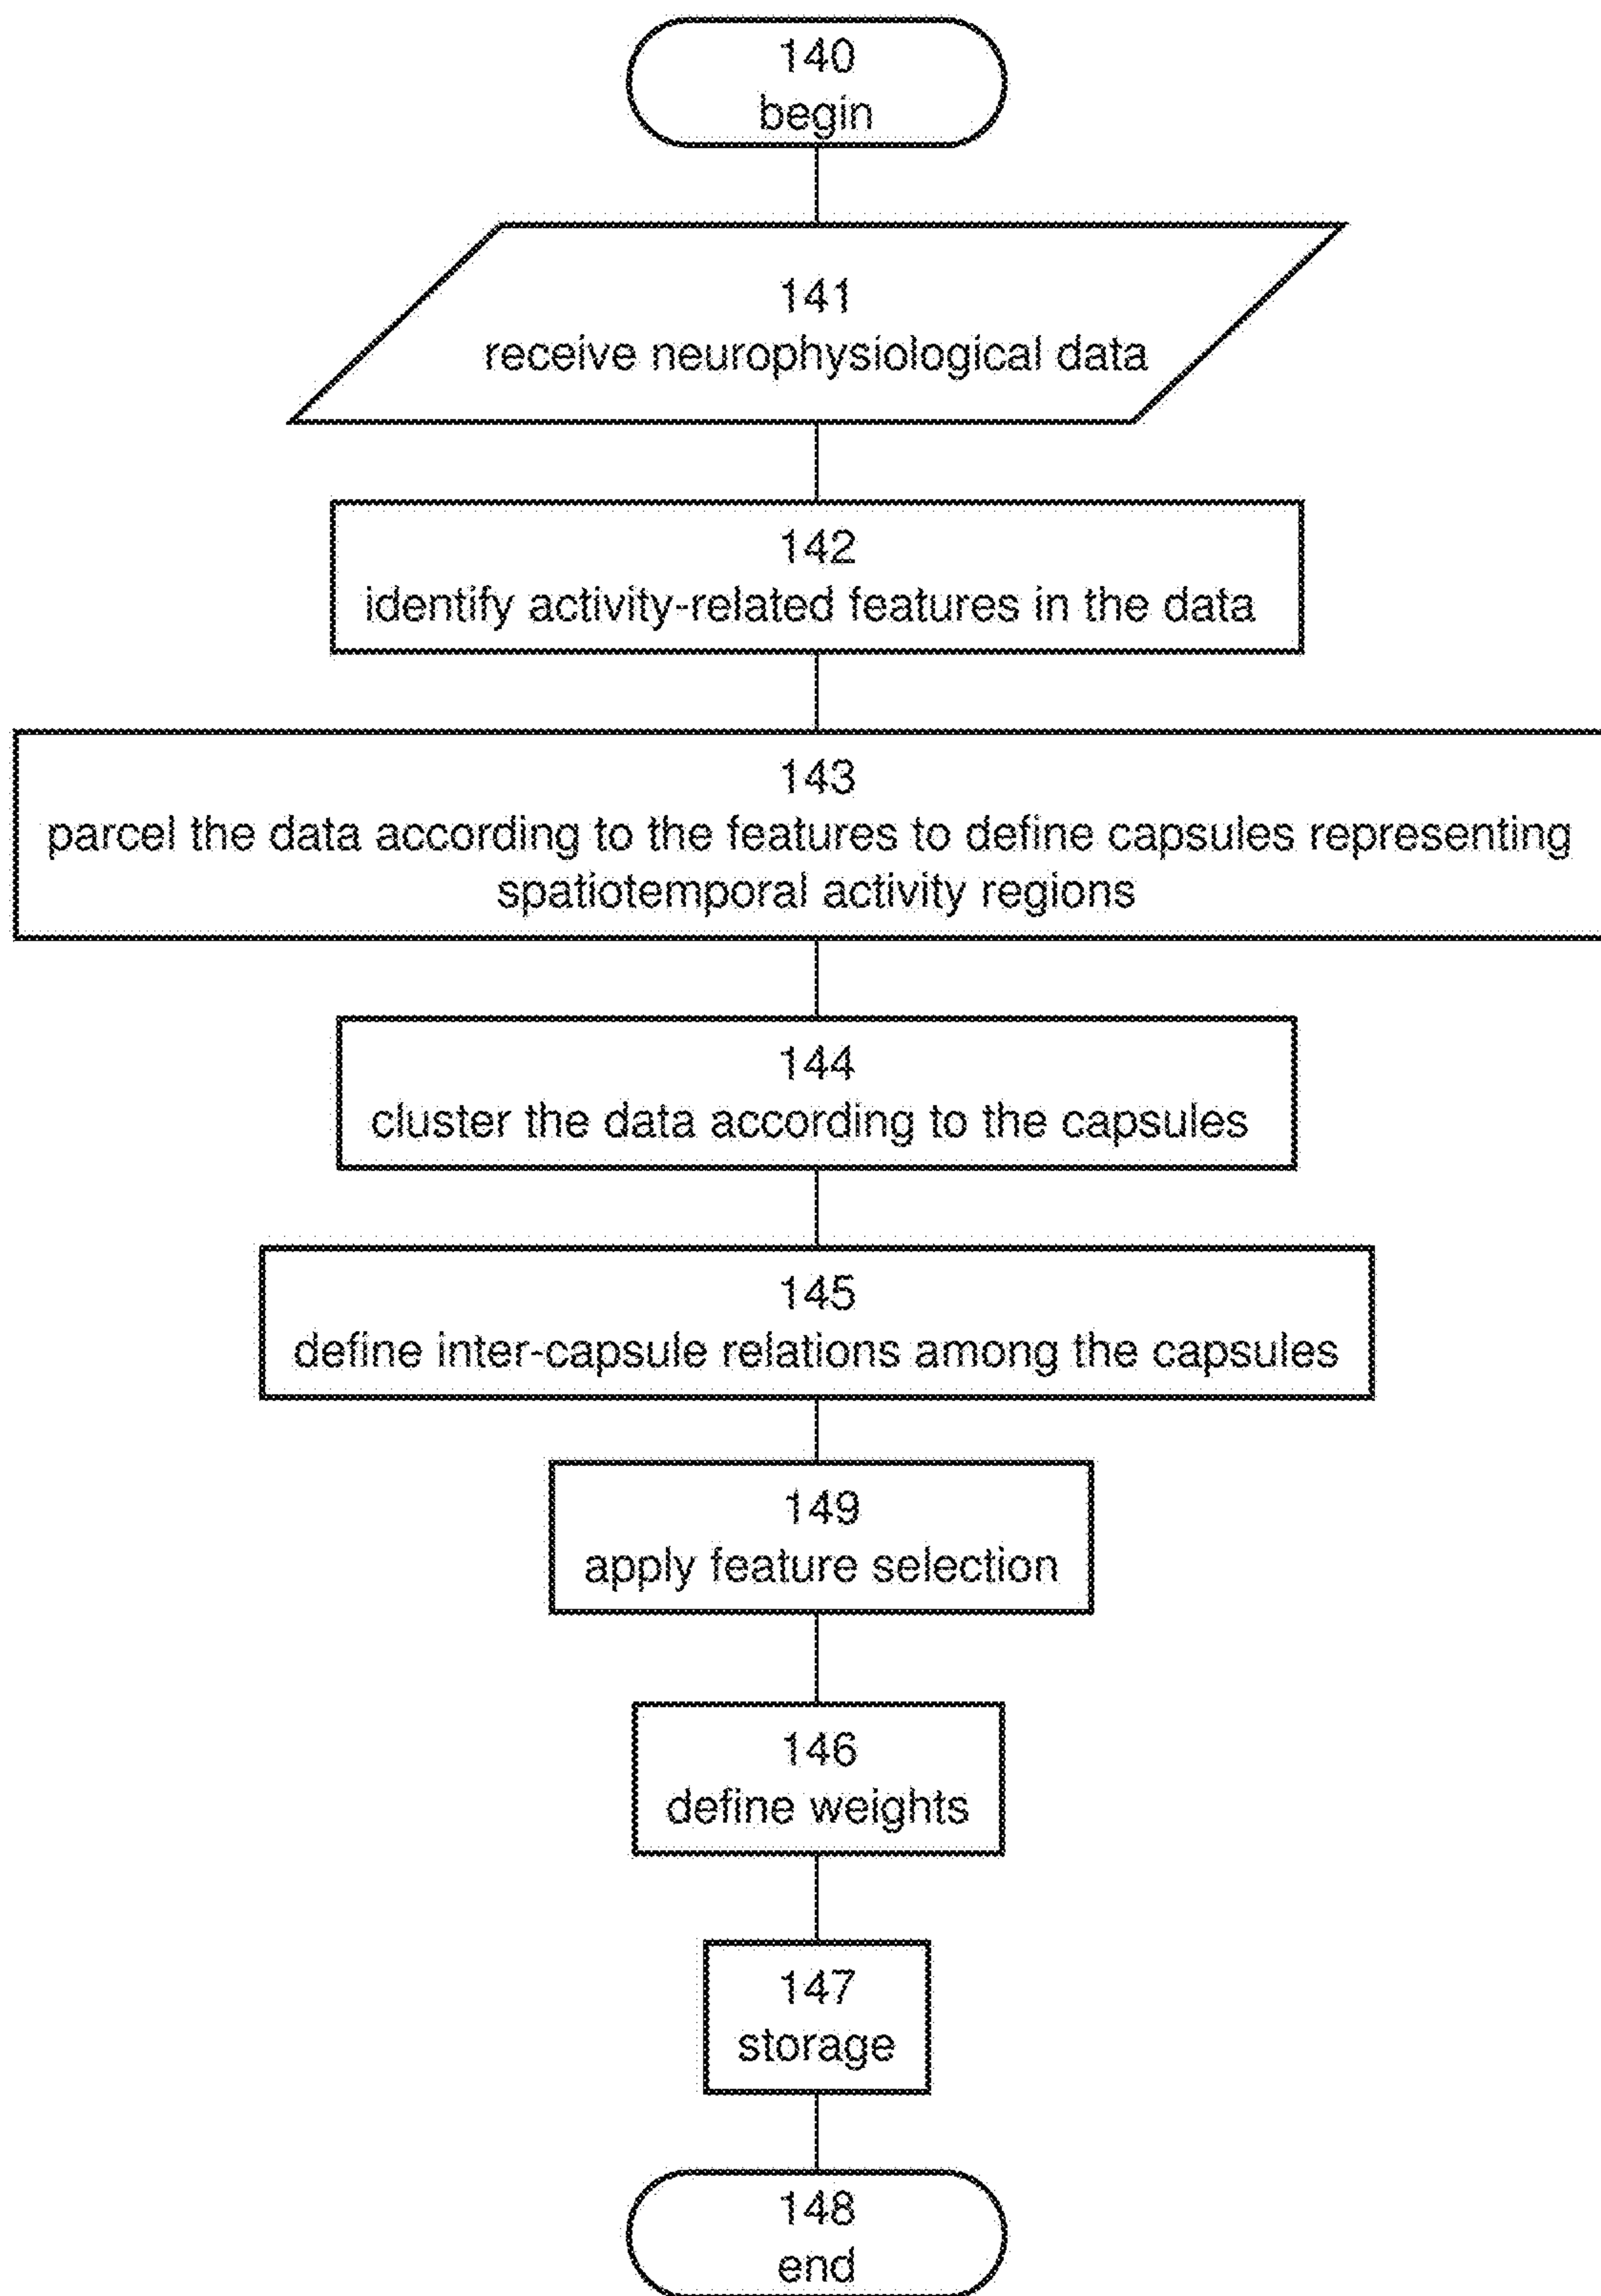 140
begin
141
receive neurophysiological data
142
identify activity-related features in the data
143
parcel the data according to the features to define capsules representing
spatiotemporal activity regions
144
cluster the data according to the capsules
145
define inter-capsule relations among the capsules
149
apply feature selection
146
define weights
147
storage
148
end